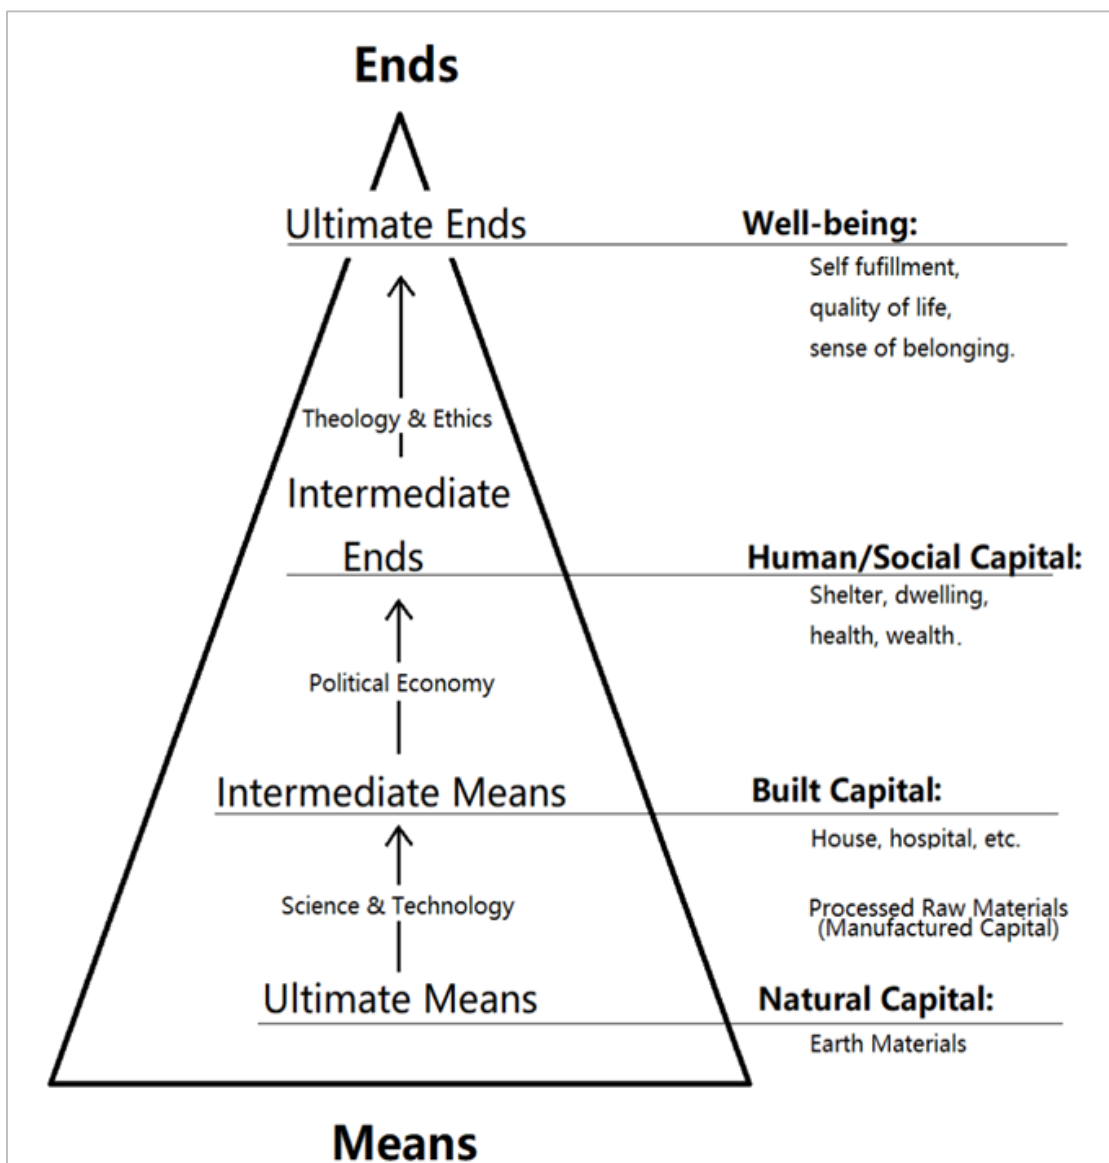 Ends
Ultimate Ends
Well-being:
Self fufillment,
quality of life,
sense of belonging.
Theology & Ethics
Intermediate
Ends
Human/Social Capital:
Shelter, dwelling,
health, wealth.
Political Economy
Intermediate Means
Built Capital:
House, hospital, etc.
Science & Technology
Processed Raw Materials
(Manufactured Capital)
Ultimate Means
Natural Capital:
Earth Materials
Means